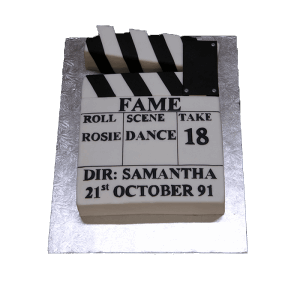 FAME
ROLL SCENE TAKE
ROSIE DANCE 18
DIR: SAMANTHA
21st OCTOBER 91